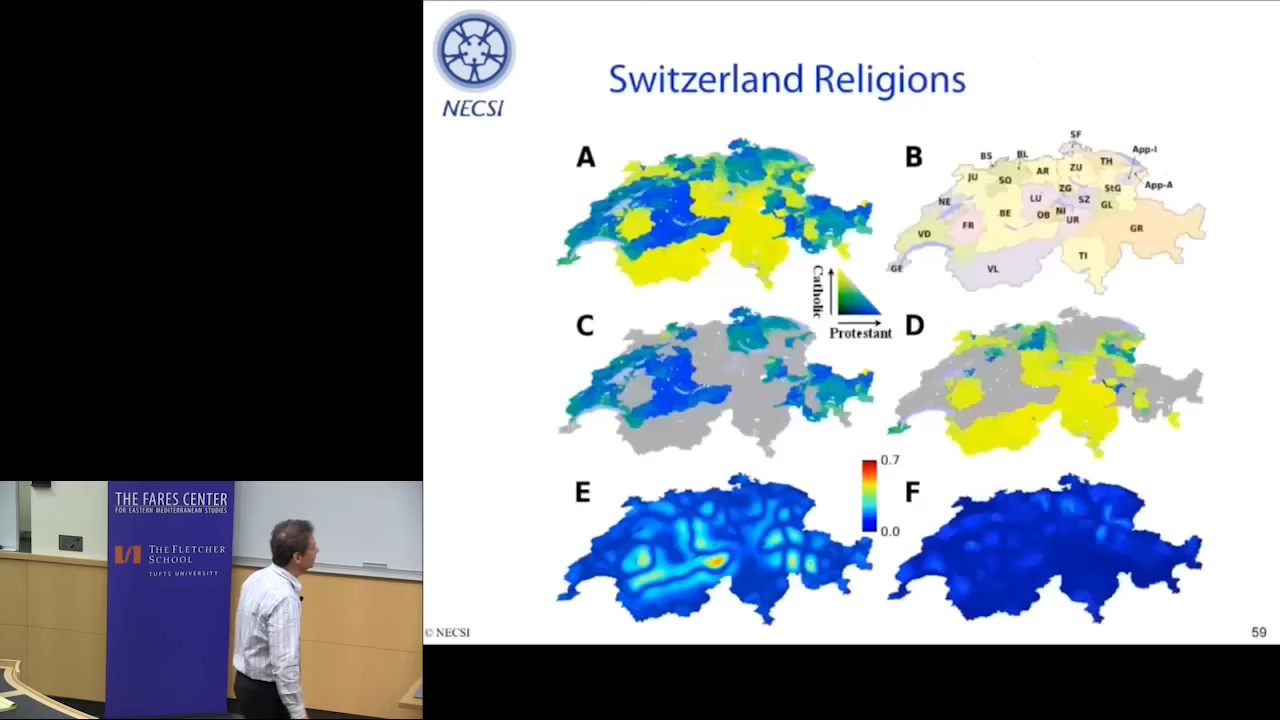 NECSI
Switzerland Religions
A
B
SF
BS
BL
App-I
JU
SO
AR
ZU
TH
App-A
NE
LU
ZG
SZ
StG
BE
OB
NI
UR
GL
VD
FR
GR
GE
VL
TI
Catholic
Protestant
C
D
E
0.7
0.0
F
© NECSI
59
THE FARES CENTER
FOR EASTERN MEDITERRANEAN STUDIES
THE FLETCHER
SCHOOL
TUFTS UNIVERSITY